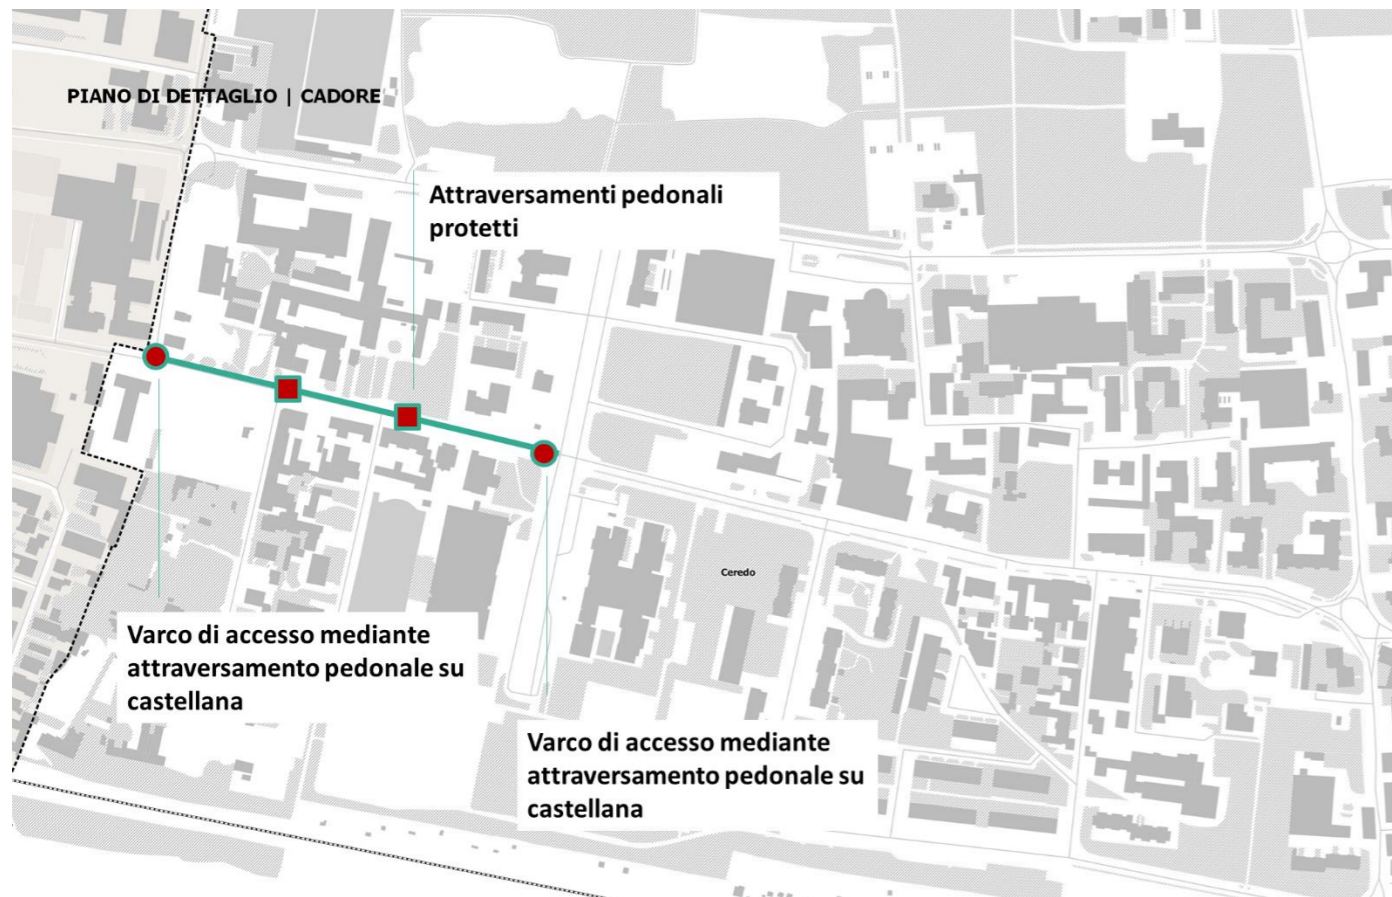 PIANO DI DETTAGLIO | CADORE
Attraversamenti pedonali
protetti
Ceredo
Varco di accesso mediante
attraversamento pedonale su
castellana
Varco di accesso mediante
attraversamento pedonale su
castellana